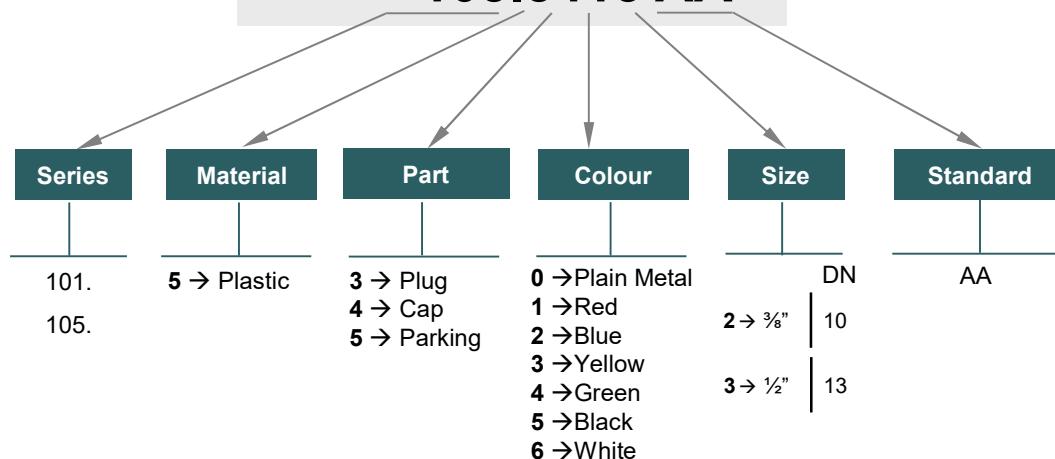 Series
Material
Part
Colour
Size
Standard
101.
105.
5 → Plastic
3 → Plug
4 → Cap
5 → Parking
0 →Plain Metal
1 →Red
2 →Blue
3 →Yellow
4 →Green
5 →Black
6 →White
DN
2 → ⅜” 10
3 → ½” 13
AA